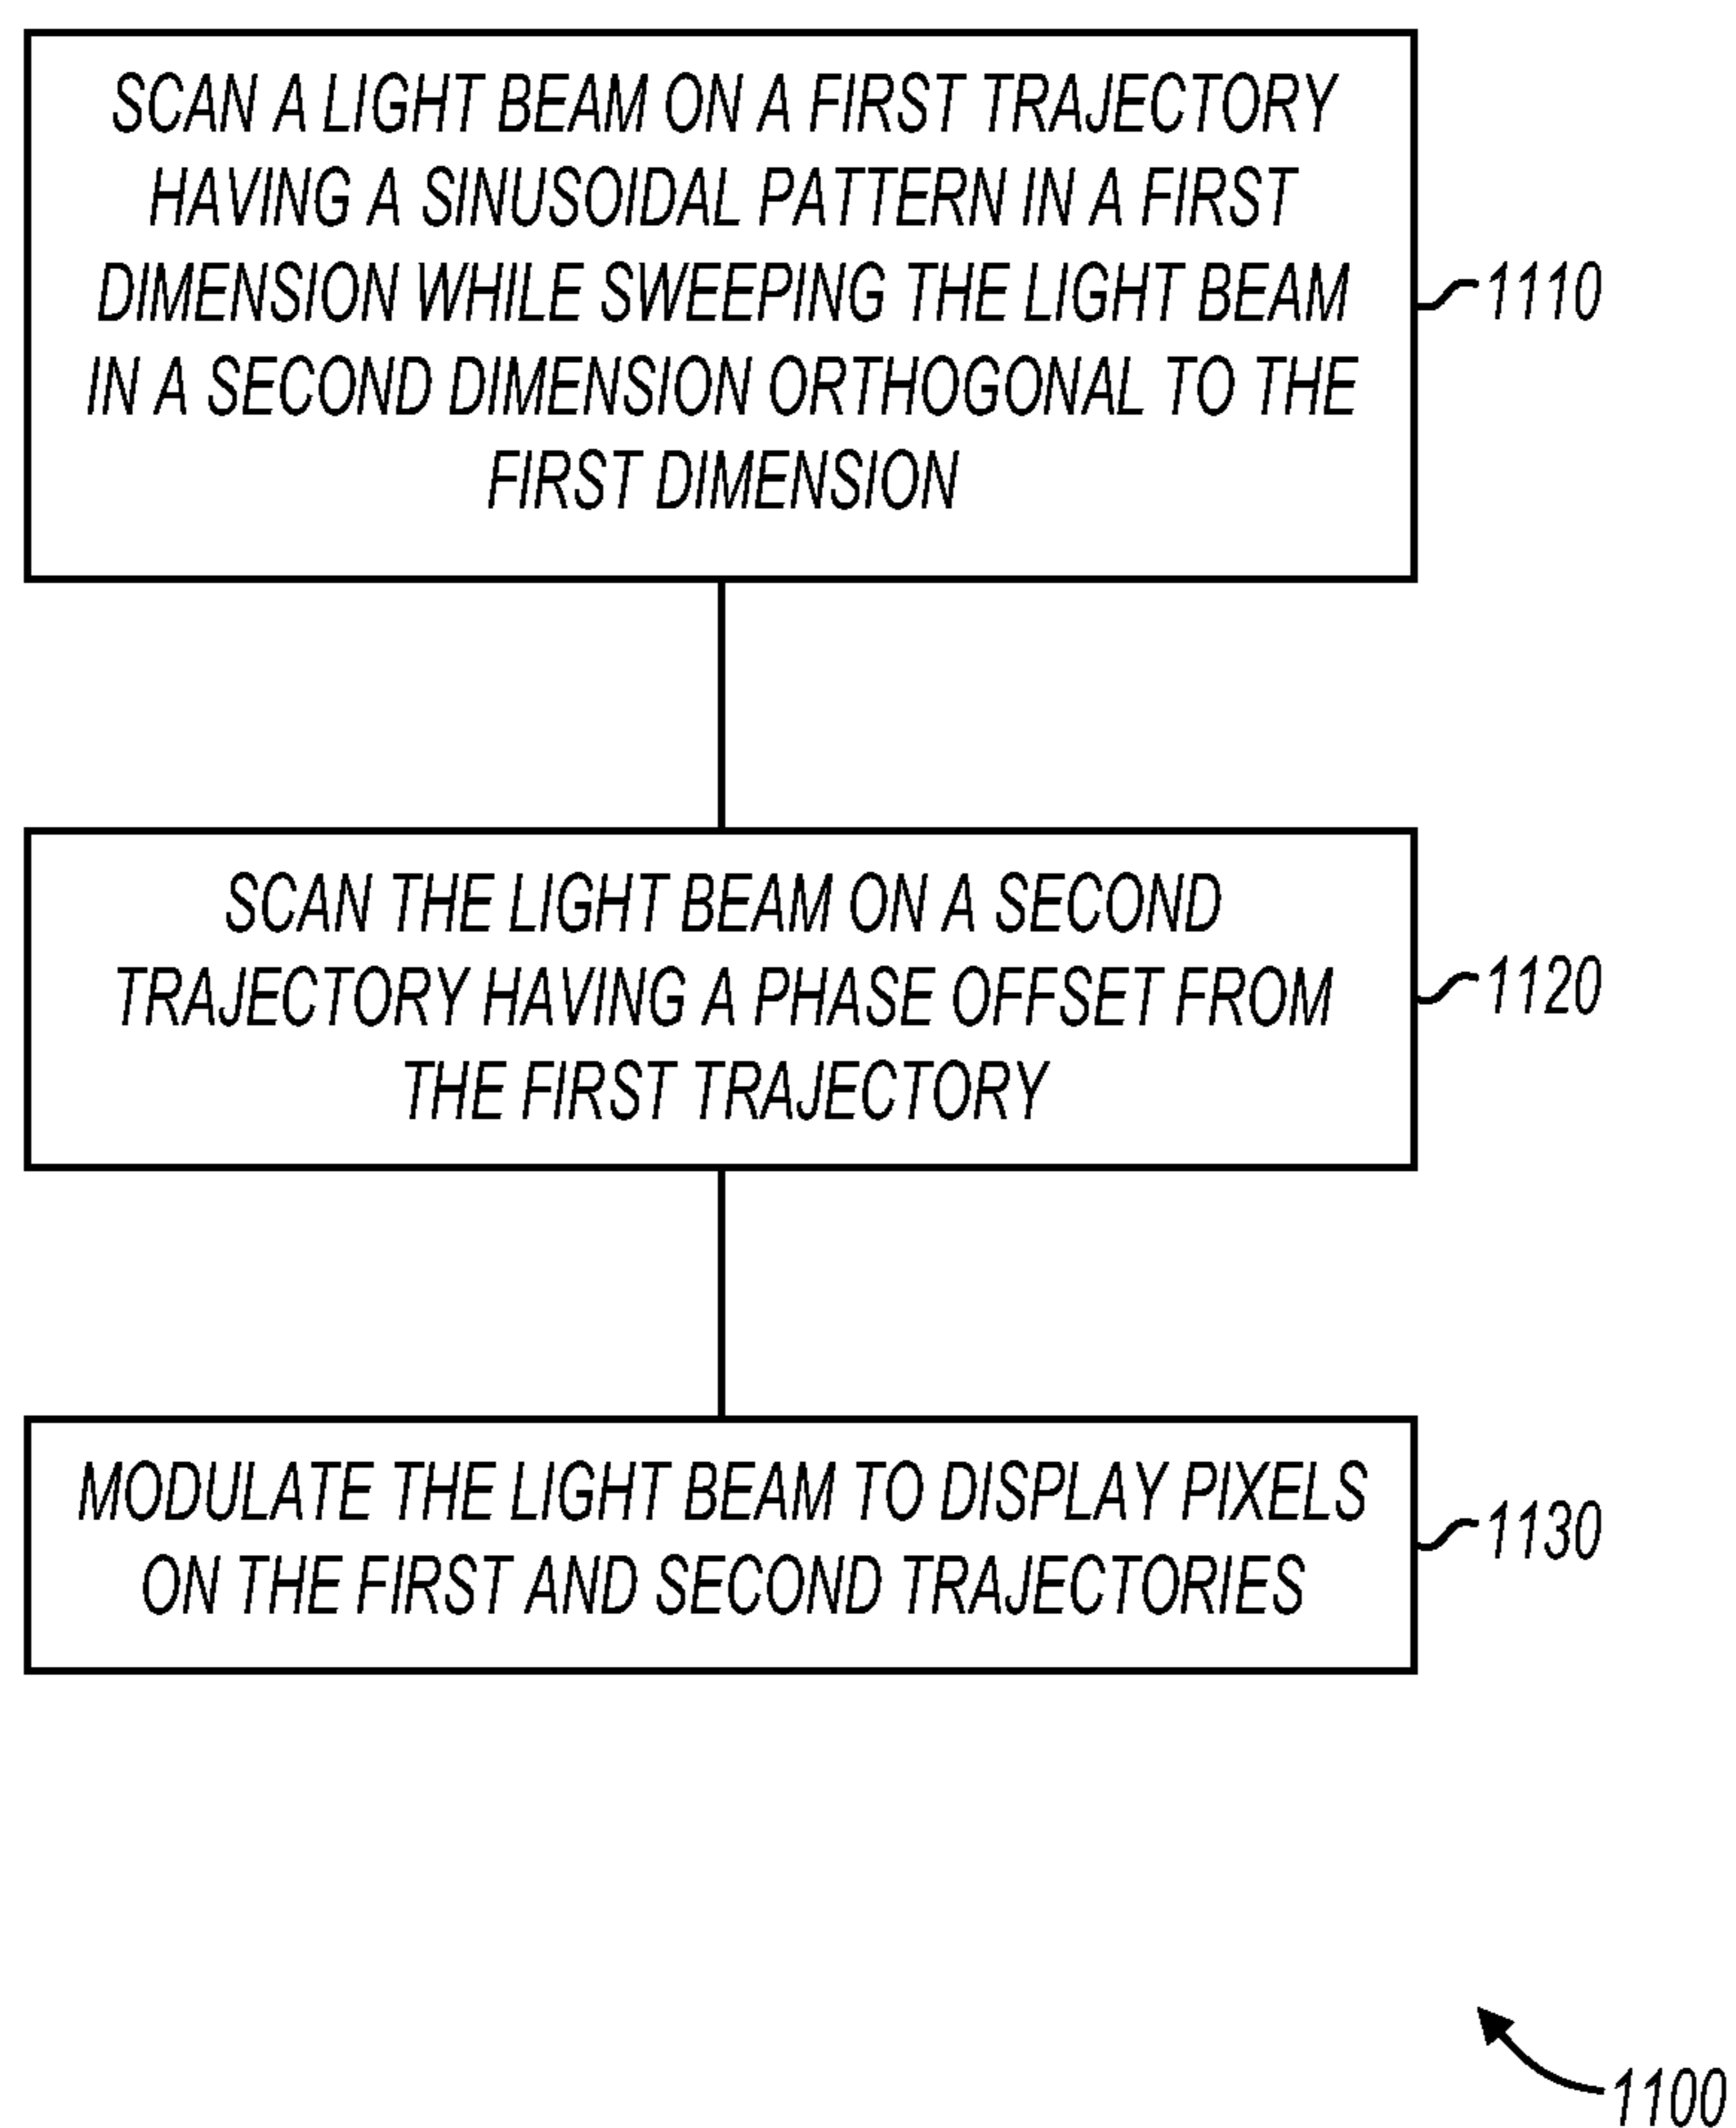 SCAN A LIGHT BEAM ON A FIRST TRAJECTORY
HAVING A SINUSOIDAL PATTERN IN A FIRST
DIMENSION WHILE SWEEPING THE LIGHT BEAM
IN A SECOND DIMENSION ORTHOGONAL TO THE
FIRST DIMENSION
1110
SCAN THE LIGHT BEAM ON A SECOND
TRAJECTORY HAVING A PHASE OFFSET FROM
THE FIRST TRAJECTORY
1120
MODULATE THE LIGHT BEAM TO DISPLAY PIXELS
ON THE FIRST AND SECOND TRAJECTORIES
1130
1100